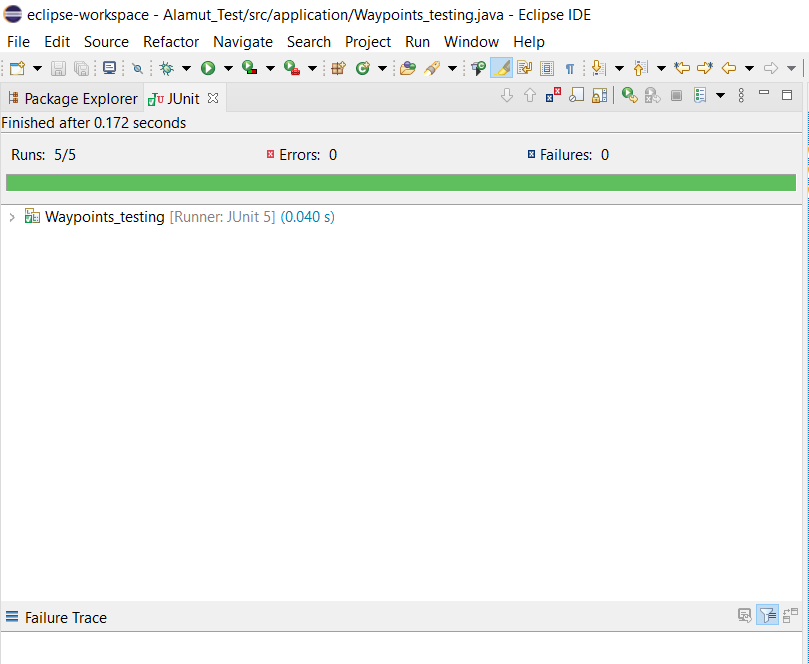 eclipse-workspace - Alamut_Test/src/application/Waypoints_testing.java - Eclipse IDE
File Edit Source Refactor Navigate Search Project Run Window Help
Package Explorer JUnit
Finished after 0.172 seconds
Runs: 5/5 Errors: 0 Failures: 0
Waypoints_testing [Runner: JUnit 5] (0.040 s)
Failure Trace